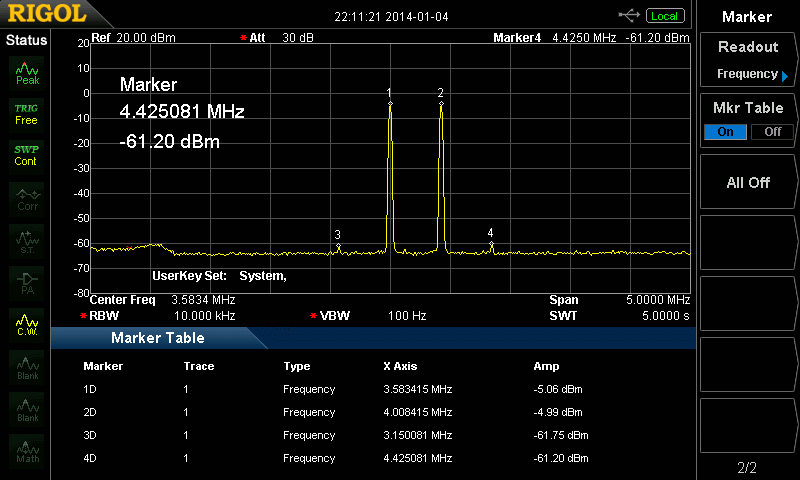 RIGOL
22:11:21 2014-01-04
Local
Status
Peak
TRIG
Free
SWP
Cont
Corr
S.T.
PA
C.W.
Blank
Blank
Math
Ref 20.00 dBm * Att 30 dB Marker4 4.4250 MHz -61.20 dBm
20
10
0
-10
-20
-30
-40
-50
-60
-70
-80
Marker
4.425081 MHz
-61.20 dBm
1 2
3 4
UserKey Set: System,
Center Freq 3.5834 MHz Span 5.0000 MHz
* RBW 10.000 kHz * VBW 100 Hz SWT 5.0000 s
Marker Table
Marker Trace Type X Axis Amp
1D 1 Frequency 3.583415 MHz -5.06 dBm
2D 1 Frequency 4.008415 MHz -4.99 dBm
3D 1 Frequency 3.150081 MHz -61.75 dBm
4D 1 Frequency 4.425081 MHz -61.20 dBm
Marker
Readout
Frequency
Mkr Table
On Off
All Off
2/2